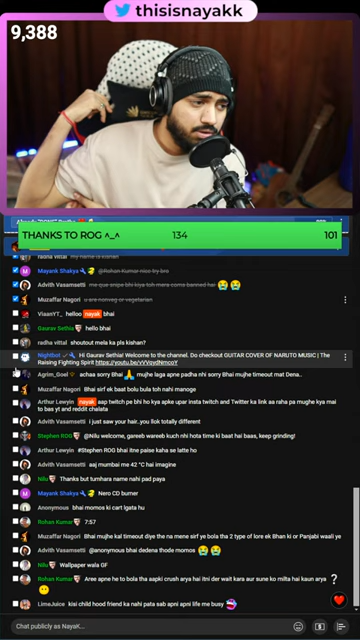 thisisnayakk
9,388
THANKS TO ROG ^_^ 134 101
radha vittal my name is kanan
Mayank Shakya @Rohan Kumar nice try bro
Advith Vasamsetti
Muzaffar Nagori u are nonveg or vegetarian
ViaanYT_ helloo nayak bhai
Gaurav Sethia hello bhai
radha vittal shoutout mela ka pls kishan?
Nightbot Hi Gaurav Sethia! Welcome to the channel. Do checkout GUITAR COVER OF NARUTO MUSIC | The
Raising Fighting Spirit
Agrim_Goel achaa sorry Bhai 🙏 mujhe laga apne padha nhi sorry Bhai mujhe timeout mat Dena..
Muzaffar Nagori Bhai sirf ek baat bolu bula toh nahi manoge
Arthur Lewyin nayak aap twitch pe bhi ho kya apke upar insta twitch and Twitter ka link aa raha pe mughe kya mai
to bas yt and reddit chalata
Advith Vasamsetti i just saw your hair..you flok totally different
Stephen ROG @Nilu welcome, gareeb wareeb kuch nhi hota time ki baat hai baas, keep grinding!
Arthur Lewyin #Stephen ROG bhai itne paise kaha se latte ho
Advith Vasamsetti aaj mumbai me 42 °C hai imagine
Nilu Thanks but tumhara name nahi pad paya
Mayank Shakya Nero CD burner
Anonymous bhai momos ki cart lgata hu
Rohan Kumar 7:57
Muzaffar Nagori Bhai mujhe kal timeout diye the na mene sirf ye bola tha 2 type of lore ek Bhan ki or Panjabi waali ye
Advith Vasamsetti @anonymous bhai dedena thode momos 😭😭
Nilu Wallpaper wala GF
Rohan Kumar Aree apne he to bola tha aapki crush arya hai itni der wait kara aur sune ko milta hai kaun arya ?
😶
LimeJuice kisi child hood friend ka nahi pata sab apni apni life me busy
Chat publicly as NayaK...